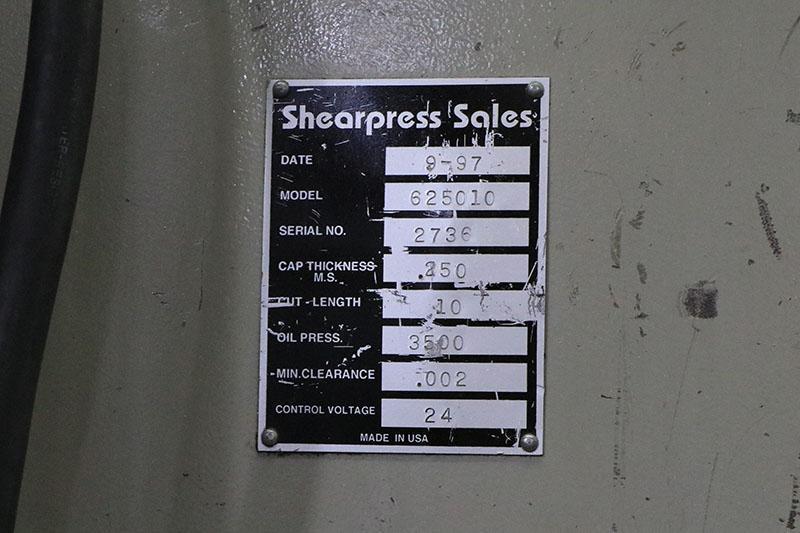 Shearpress Sales
DATE 9-97
MODEL 625010
SERIAL NO. 2736
CAP THICKNESS M.S. .250
CUT - LENGTH 10
OIL PRESS. 3500
MIN. CLEARANCE .002
CONTROL VOLTAGE 24
MADE IN USA